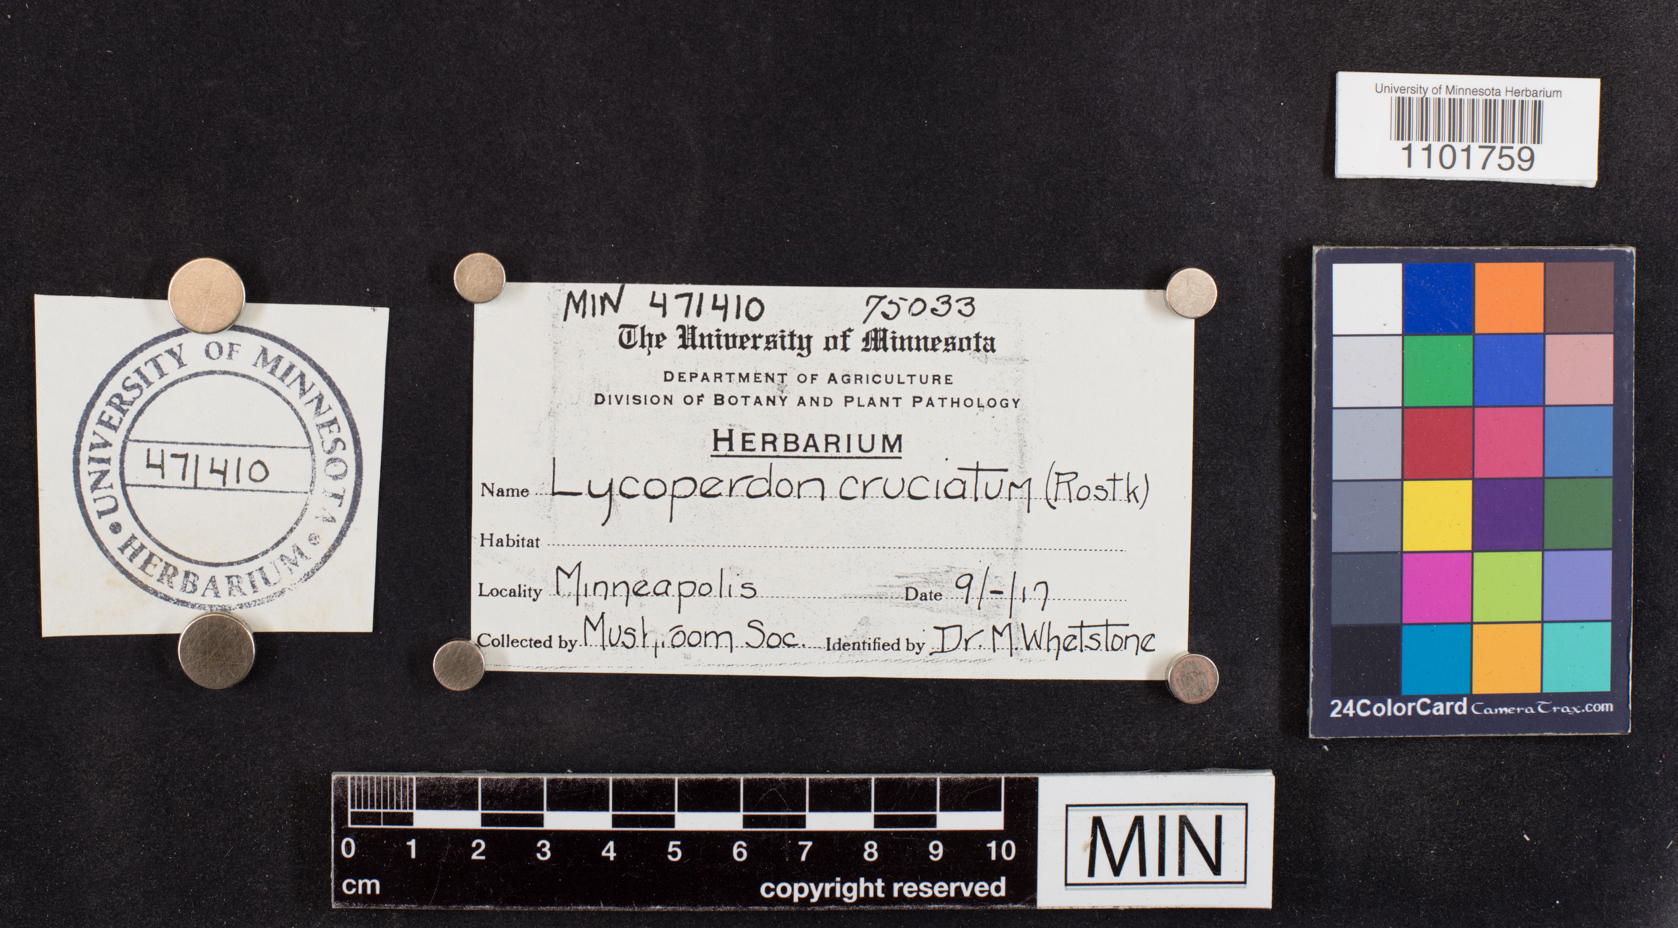 University of Minnesota Herbarium
1101759
UNIVERSITY OF MINNESOTA
471410
HERBARIUM
MIN 471410 75033
The University of Minnesota
DEPARTMENT OF AGRICULTURE
DIVISION OF BOTANY AND PLANT PATHOLOGY
HERBARIUM
Name Lycoperdon cruciatum (Rostk)
Habitat
Locality Minneapolis Date 9/-/17
Collected by Mushroom Soc. Identified by Dr. M. Whetstone
24ColorCard CameraTrax.com
0 1 2 3 4 5 6 7 8 9 10
cm copyright reserved
MIN